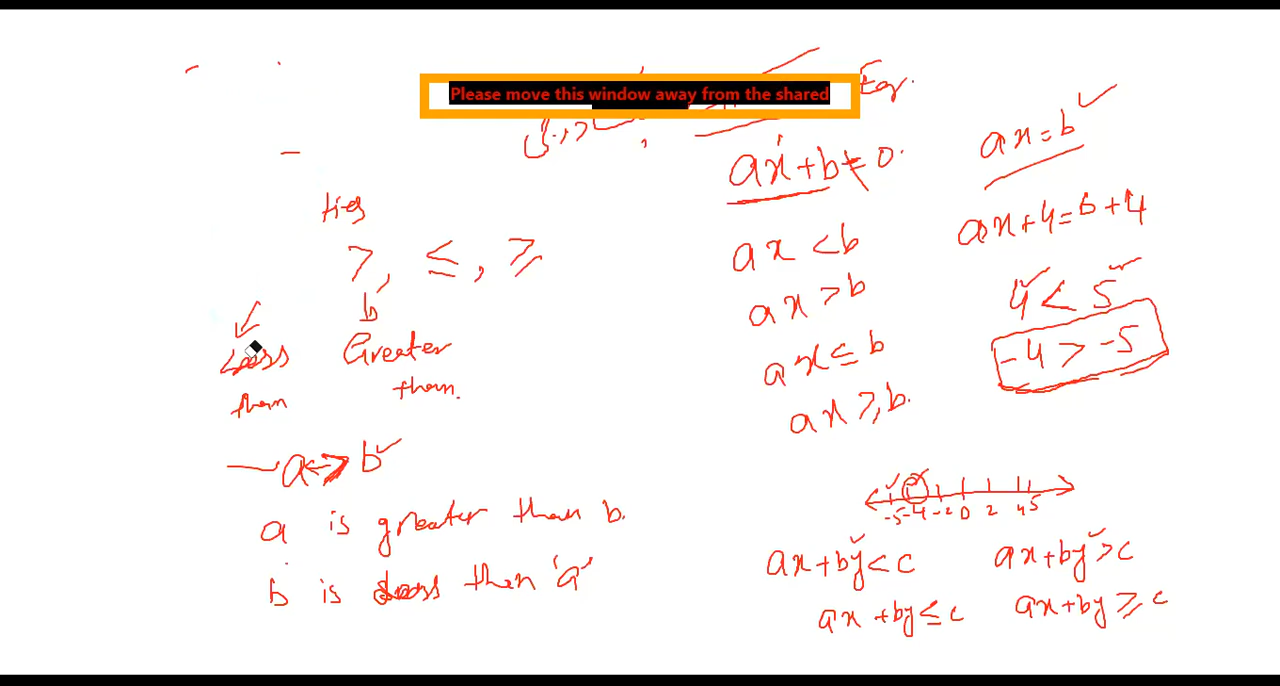 Please move this window away from the shared
ties
>, ≤, ≥
b
Less Greater
than than.
a <> b
a is greater than b.
b is less than 'a'
ax + b ≠ 0.
ax < b
ax > b
ax ≤ b
ax ≥ b.
ax = b
ax + 4 = b + 4
4 < 5
-4 > -5
-5 -4 -2 0 2 4 5
ax + by < c ax + by > c
ax + by ≤ c ax + by ≥ c